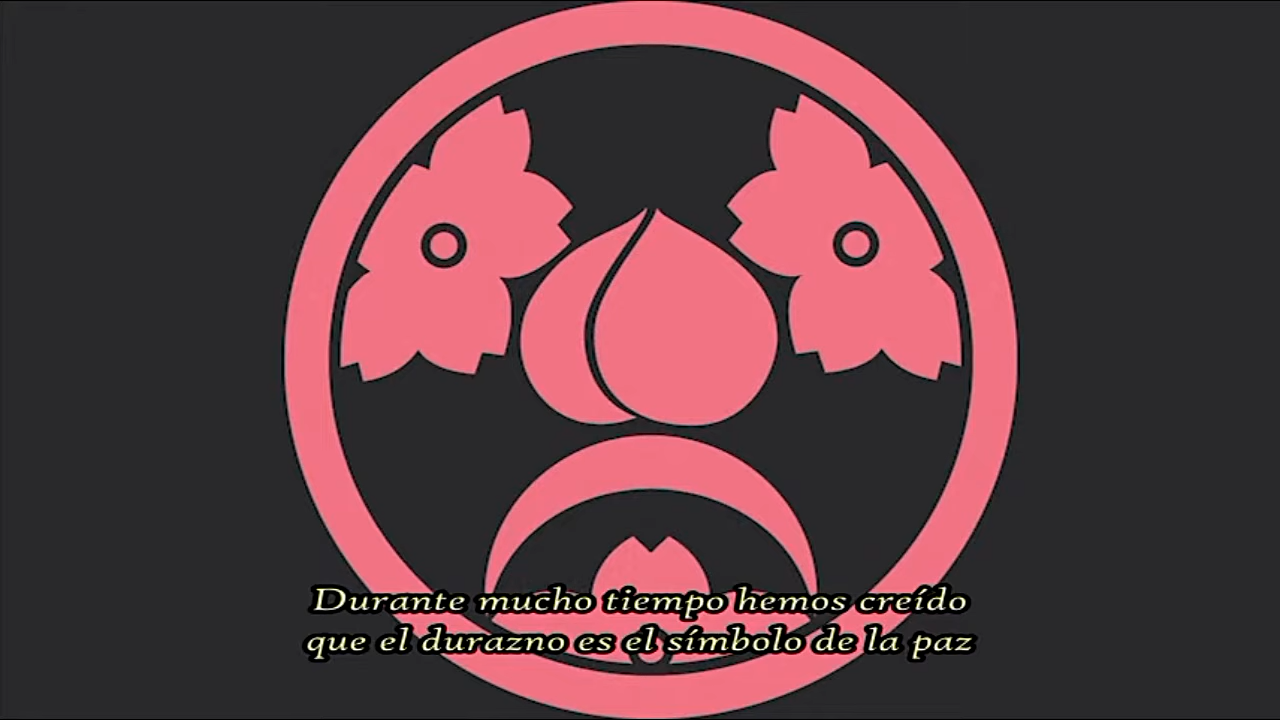 Durante mucho tiempo hemos creído
que el durazno es el símbolo de la paz